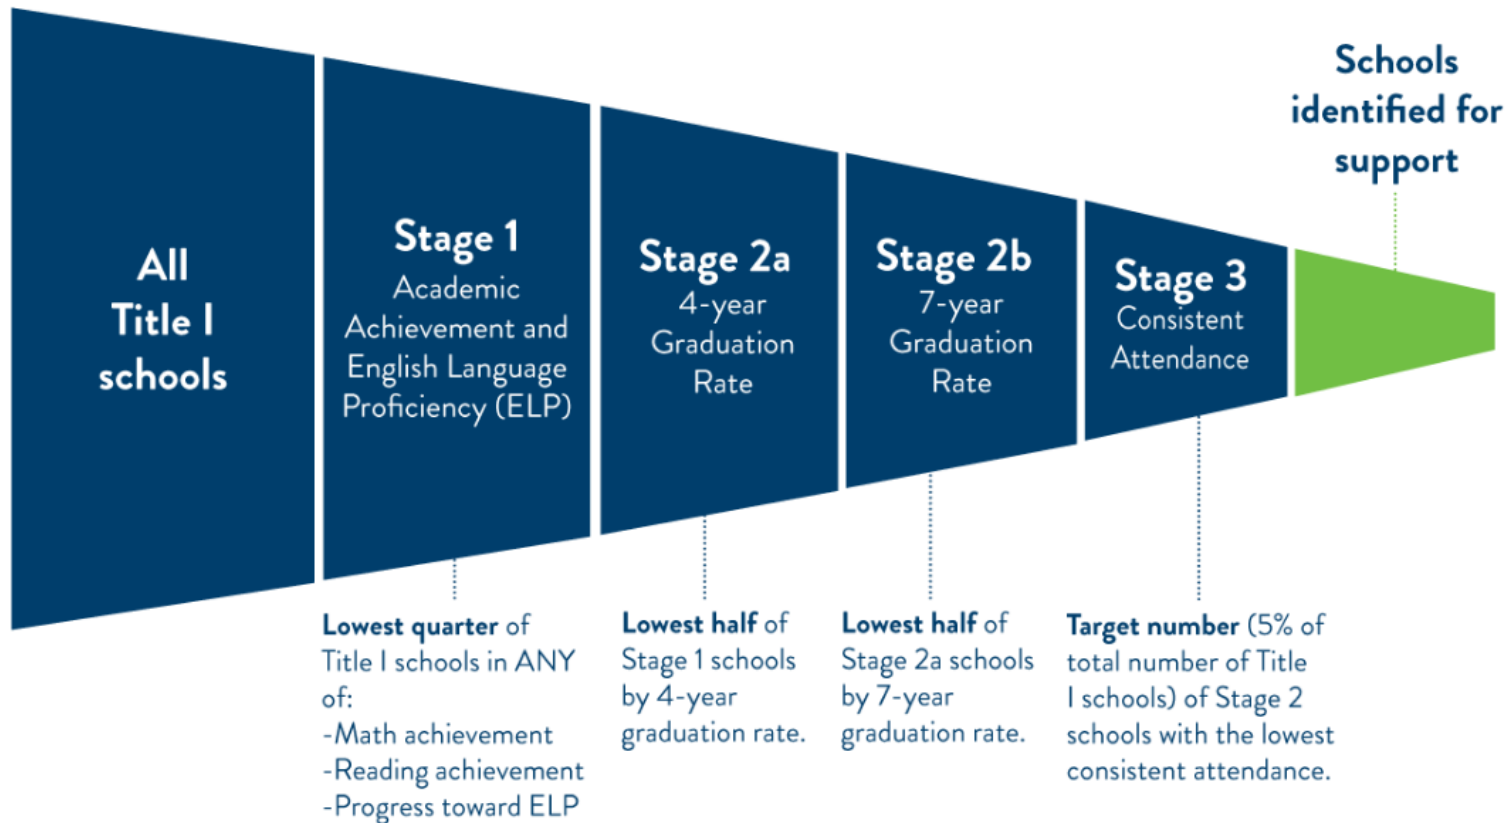 All
Title I
schools
Stage 1
Academic
Achievement and
English Language
Proficiency (ELP)
Stage 2a
4-year
Graduation
Rate
Stage 2b
7-year
Graduation
Rate
Stage 3
Consistent
Attendance
Schools
identified for
support
Lowest quarter of
Title I schools in ANY
of:
-Math achievement
-Reading achievement
-Progress toward ELP
Lowest half of
Stage 1 schools
by 4-year
graduation rate.
Lowest half of
Stage 2a schools
by 7-year
graduation rate.
Target number (5% of
total number of Title
I schools) of Stage 2
schools with the lowest
consistent attendance.